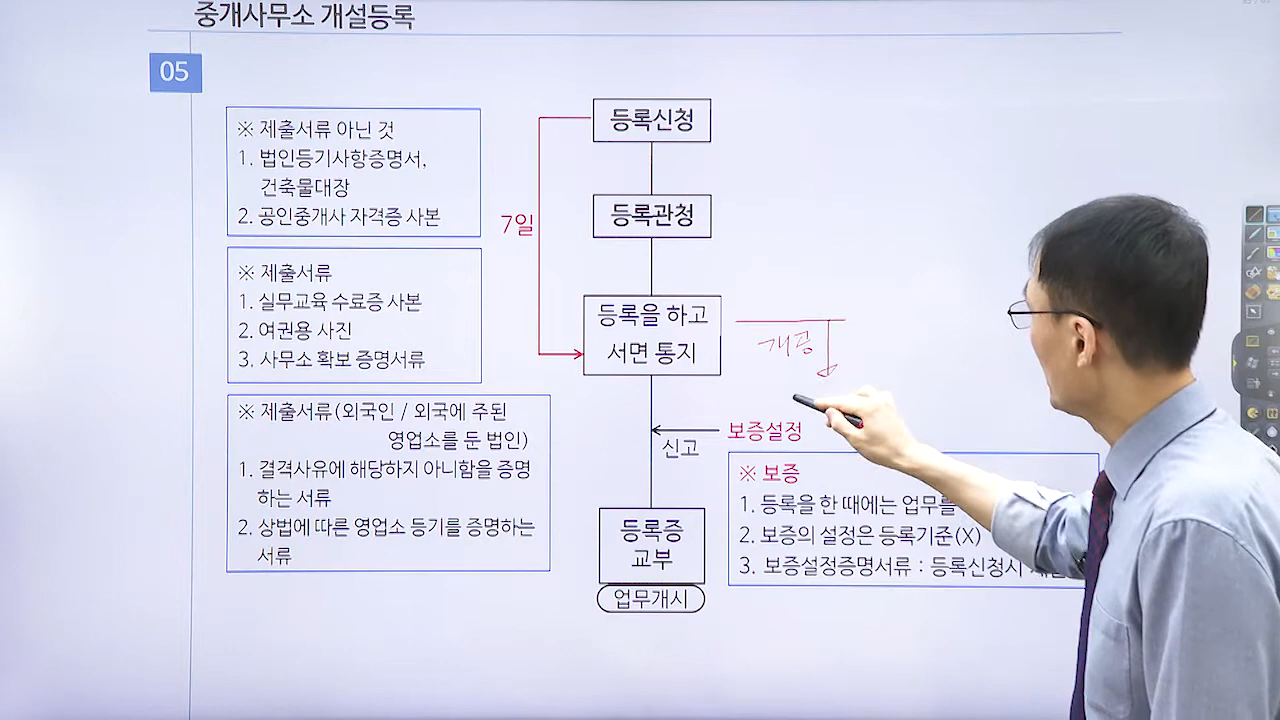 중개사무소 개설등록
05
※ 제출서류 아닌 것
1. 법인등기사항증명서,
건축물대장
2. 공인중개사 자격증 사본
※ 제출서류
1. 실무교육 수료증 사본
2. 여권용 사진
3. 사무소 확보 증명서류
※ 제출서류(외국인 / 외국에 주된
영업소를 둔 법인)
1. 결격사유에 해당하지 아니함을 증명
하는 서류
2. 상법에 따른 영업소 등기를 증명하는
서류
등록신청
7일
등록관청
등록을 하고
서면 통지
개공
보증설정
신고
등록증
교부
업무개시
※ 보증
1. 등록을 한 때에는 업무를
2. 보증의 설정은 등록기준(X)
3. 보증설정증명서류 : 등록신청시